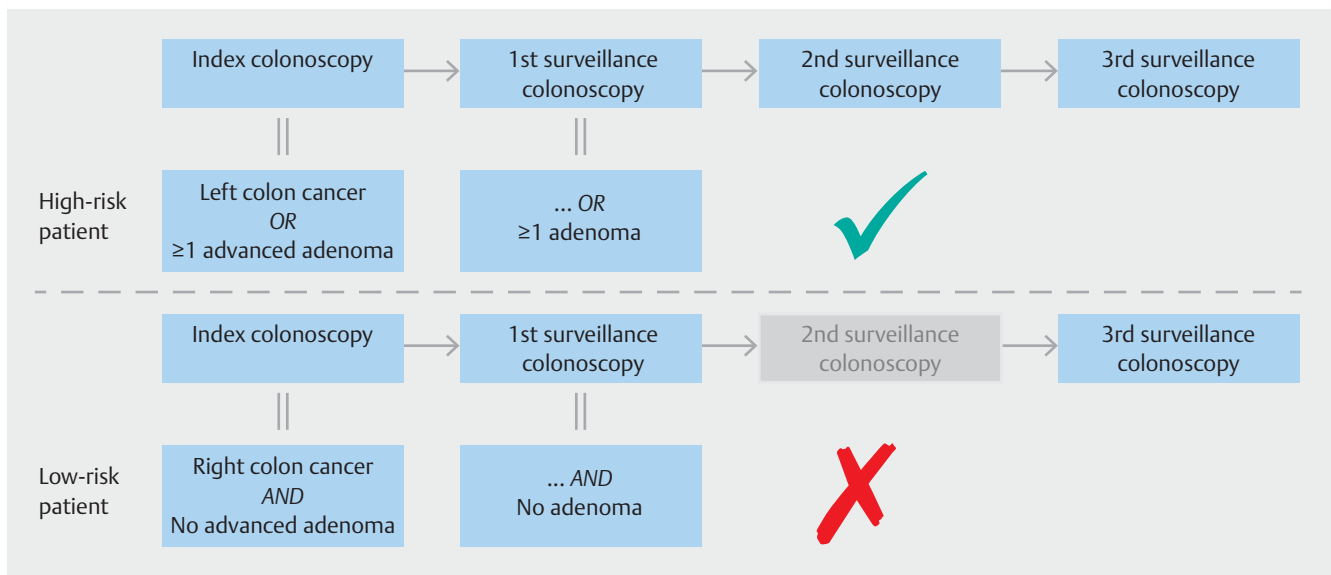 Index colonoscopy
1st surveillance
colonoscopy
2nd surveillance
colonoscopy
3rd surveillance
colonoscopy
High-risk
patient
Left colon cancer
OR
≥1 advanced adenoma
... OR
≥1 adenoma
Index colonoscopy
1st surveillance
colonoscopy
2nd surveillance
colonoscopy
3rd surveillance
colonoscopy
Low-risk
patient
Right colon cancer
AND
No advanced adenoma
... AND
No adenoma